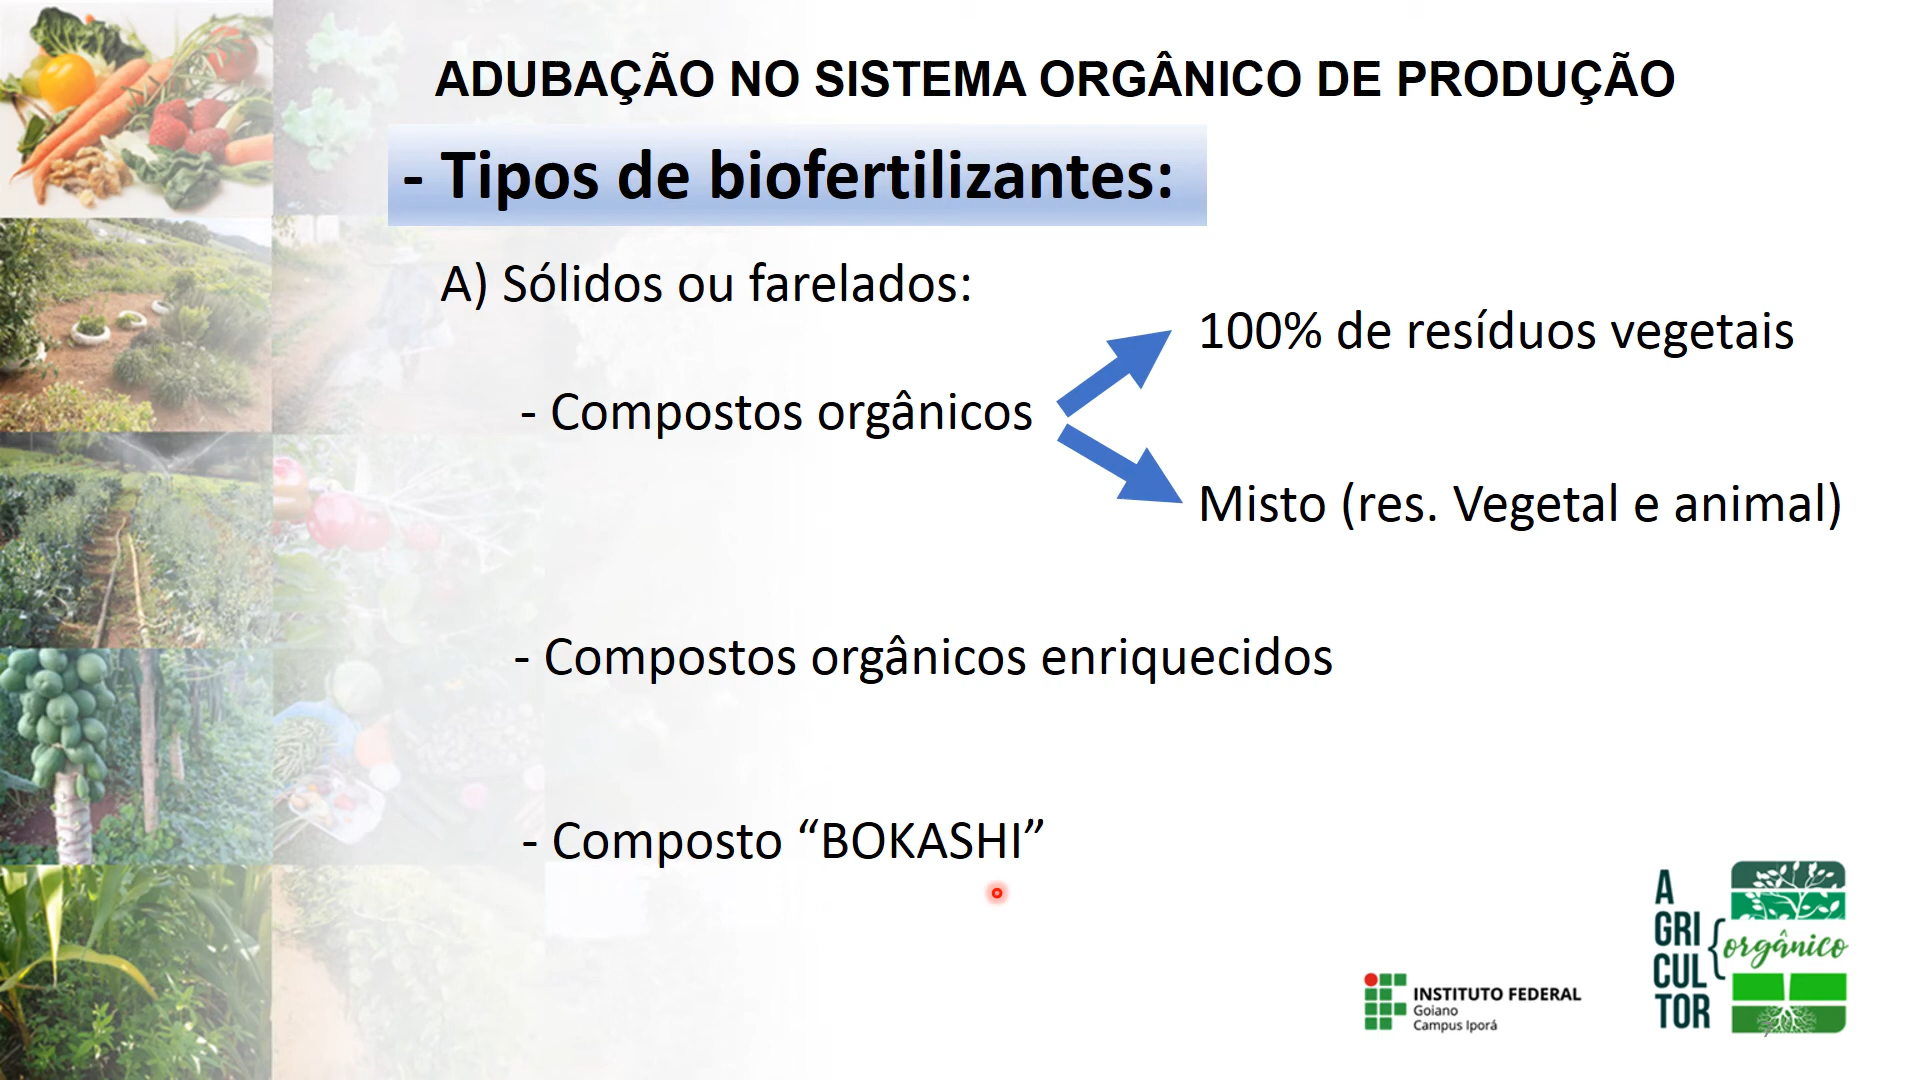 ADUBAÇÃO NO SISTEMA ORGÂNICO DE PRODUÇÃO
- Tipos de biofertilizantes:
A) Sólidos ou farelados:
100% de resíduos vegetais
- Compostos orgânicos
Misto (res. Vegetal e animal)
- Compostos orgânicos enriquecidos
- Composto “BOKASHI”
INSTITUTO FEDERAL
Goiano
Campus Iporá
A
GRI
CUL
TOR
orgânico